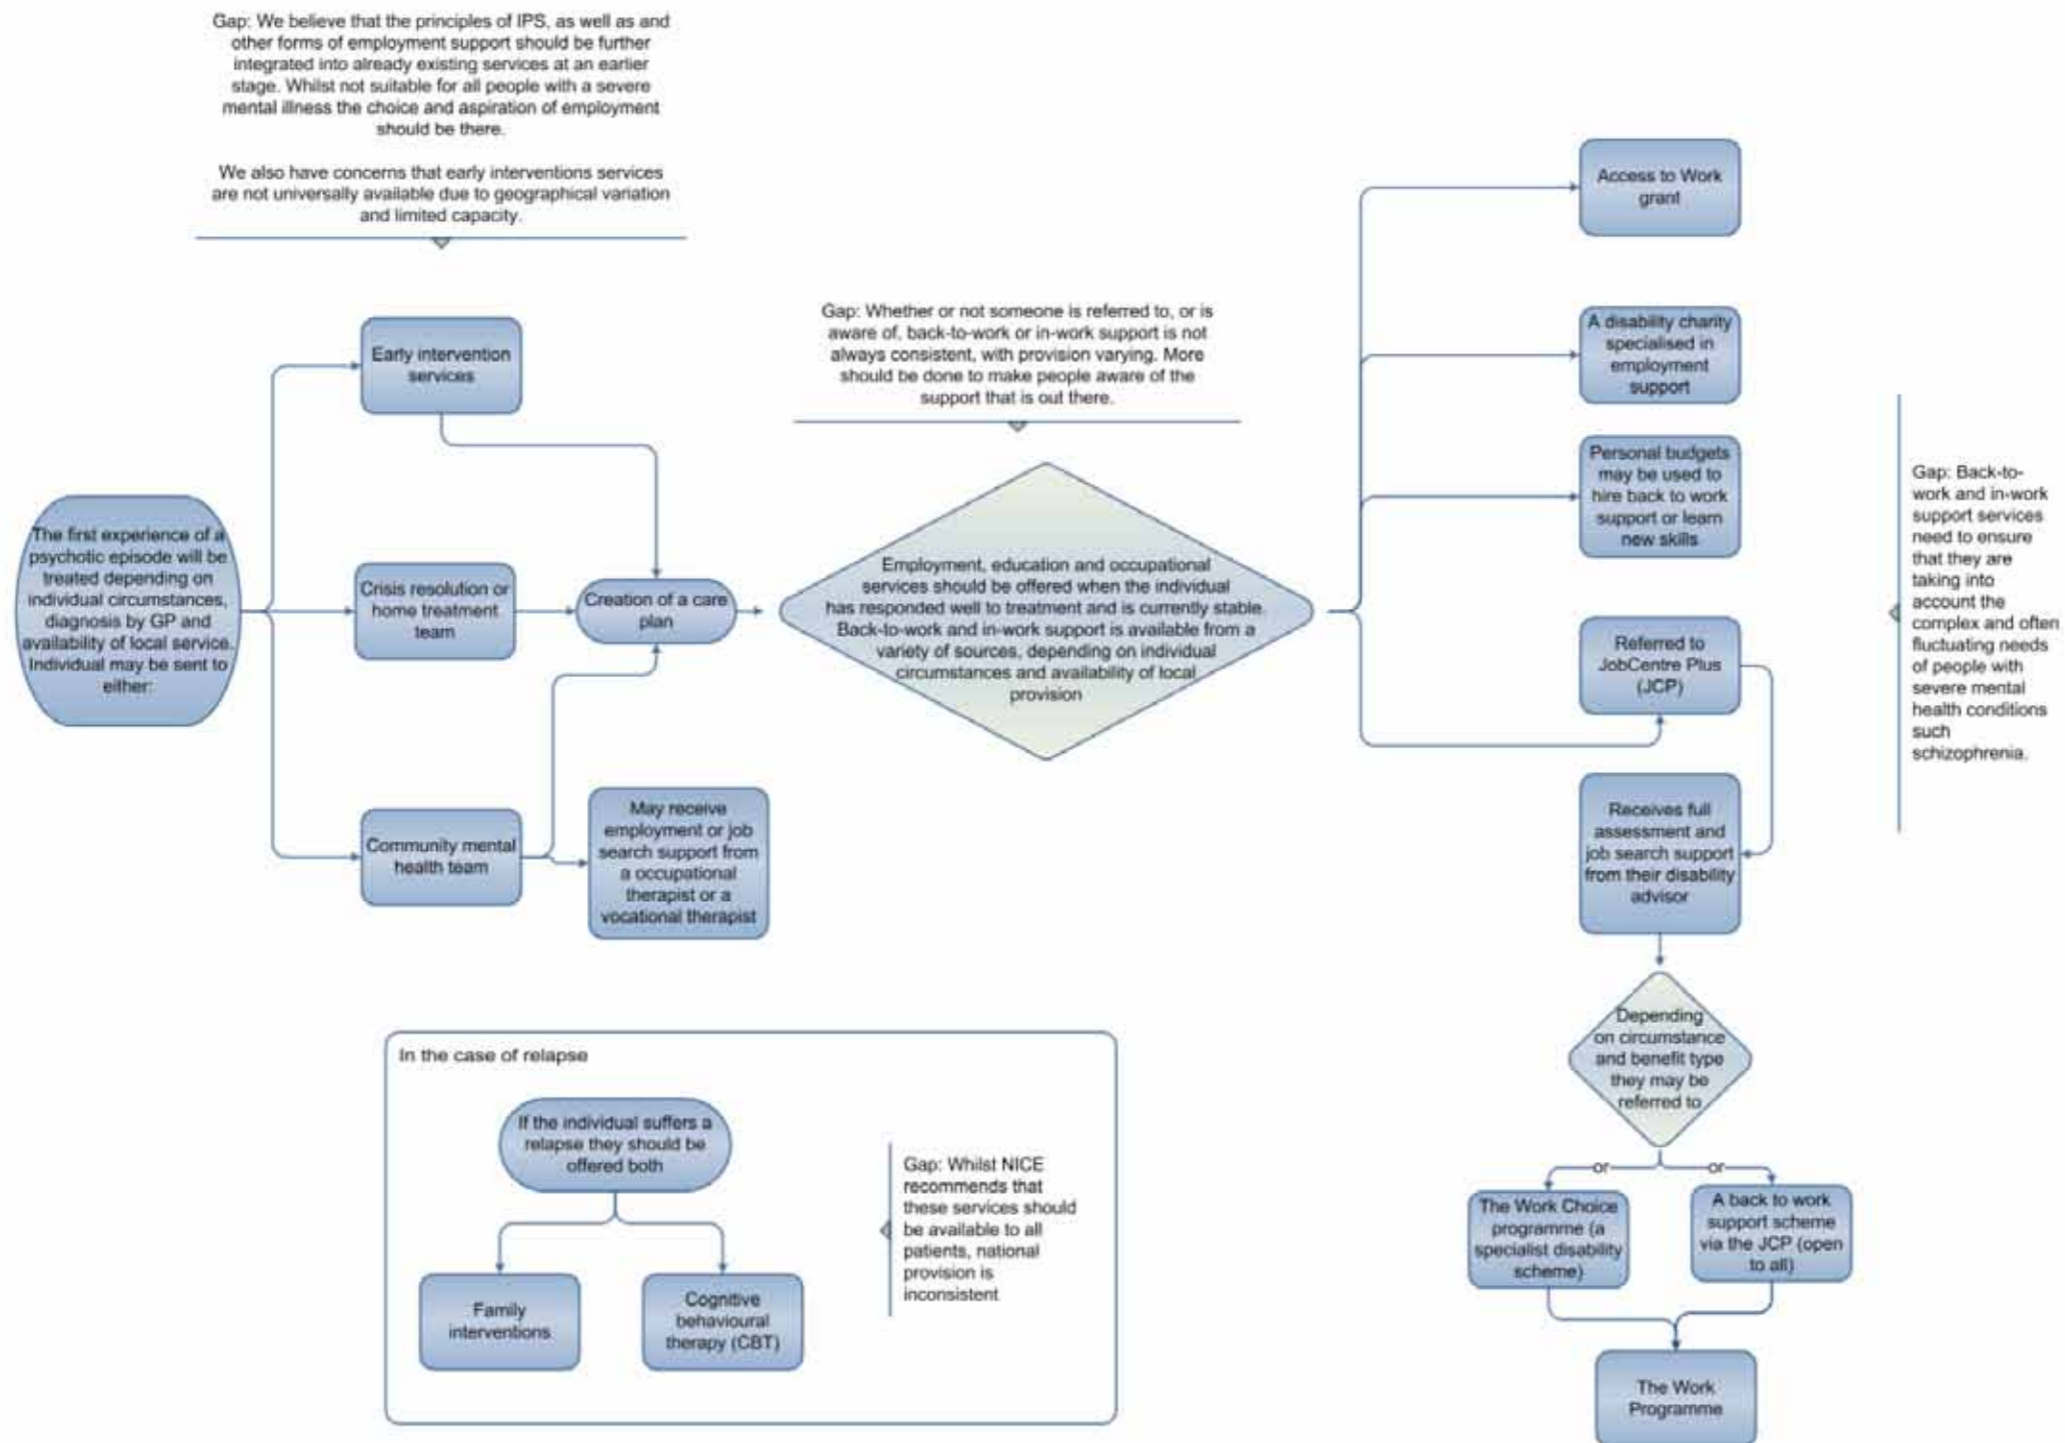 Gap: We believe that the principles of IPS, as well as and
other forms of employment support should be further
integrated into already existing services at an earlier
stage. Whilst not suitable for all people with a severe
mental illness the choice and aspiration of employment
should be there.
We also have concerns that early interventions services
are not universally available due to geographical variation
and limited capacity.
Gap: Whether or not someone is referred to, or is
aware of, back-to-work or in-work support is not
always consistent, with provision varying. More
should be done to make people aware of the
support that is out there.
The first experience of a
psychotic episode will be
treated depending on
individual circumstances,
diagnosis by GP and
availability of local service.
Individual may be sent to
either:
Early intervention
services
Crisis resolution or
home treatment
team
Community mental
health team
Creation of a care
plan
May receive
employment or job
search support from
a occupational
therapist or a
vocational therapist
Employment, education and occupational
services should be offered when the individual
has responded well to treatment and is currently stable.
Back-to-work and in-work support is available from a
variety of sources, depending on individual
circumstances and availability of local
provision
Access to Work
grant
A disability charity
specialised in
employment
support
Personal budgets
may be used to
hire back to work
support or learn
new skills
Referred to
JobCentre Plus
(JCP)
Receives full
assessment and
job search support
from their disability
advisor
Depending
on circumstance
and benefit type
they may be
referred to
or
or
The Work Choice
programme (a
specialist disability
scheme)
A back to work
support scheme
via the JCP (open
to all)
The Work
Programme
Gap: Back-to-
work and in-work
support services
need to ensure
that they are
taking into
account the
complex and often
fluctuating needs
of people with
severe mental
health conditions
such
schizophrenia.
In the case of relapse
If the individual suffers a
relapse they should be
offered both
Family
interventions
Cognitive
behavioural
therapy (CBT)
Gap: Whilst NICE
recommends that
these services should
be available to all
patients, national
provision is
inconsistent